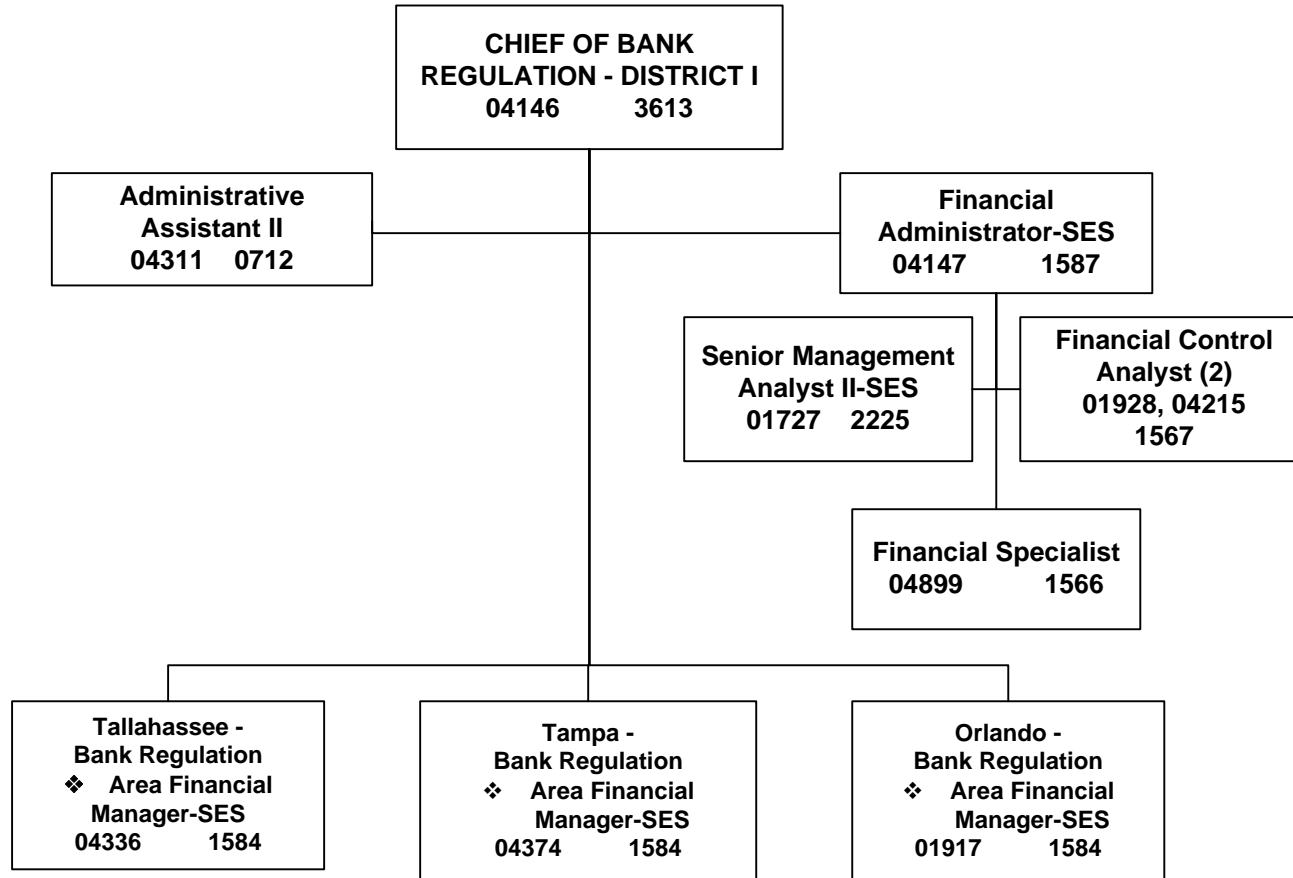 CHIEF OF BANK
REGULATION - DISTRICT I
04146 3613
Administrative
Assistant II
04311 0712
Financial
Administrator-SES
04147 1587
Senior Management
Analyst II-SES
01727 2225
Financial Control
Analyst (2)
01928, 04215
1567
Financial Specialist
04899 1566
Tallahassee -
Bank Regulation
❖ Area Financial
Manager-SES
04336 1584
Tampa -
Bank Regulation
❖ Area Financial
Manager-SES
04374 1584
Orlando -
Bank Regulation
❖ Area Financial
Manager-SES
01917 1584